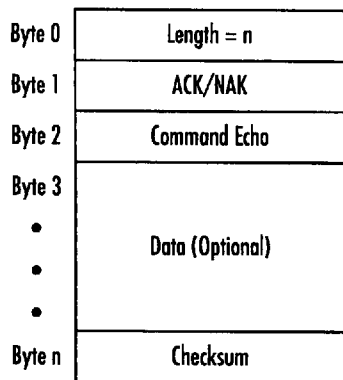 Byte 0 Length = n
Byte 1 ACK/NAK
Byte 2 Command Echo
Byte 3
Data (Optional)
Byte n Checksum